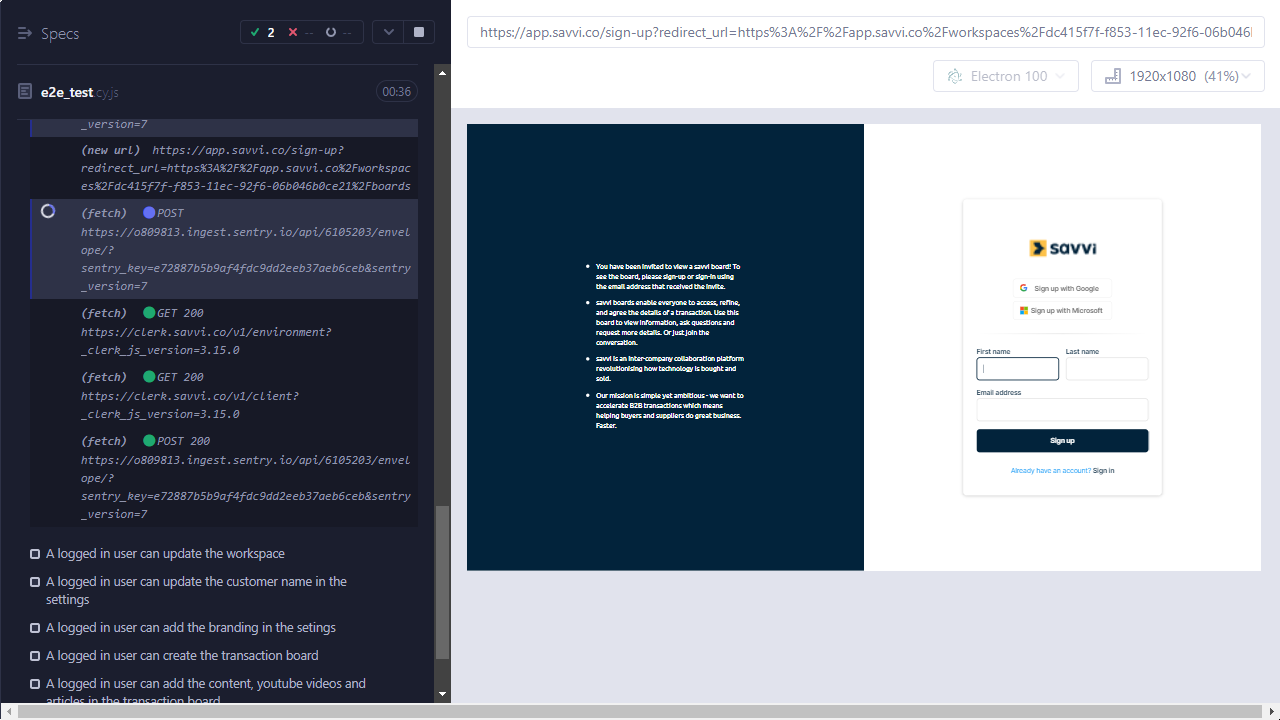 Specs
2
--
--
e2e_test.cy.js
00:36
_version=7
(new url) https://app.savvi.co/sign-up?
redirect_url=https%3A%2F%2Fapp.savvi.co%2Fworkspac
es%2Fdc415f7f-f853-11ec-92f6-06b046b0ce21%2Fboards
(fetch) POST
https://o809813.ingest.sentry.io/api/6105203/envel
ope/?
sentry_key=e72887b5b9af4fdc9dd2eeb37aeb6ceb&sentry
_version=7
(fetch) GET 200
https://clerk.savvi.co/v1/environment?
_clerk_js_version=3.15.0
(fetch) GET 200
https://clerk.savvi.co/v1/client?
_clerk_js_version=3.15.0
(fetch) POST 200
https://o809813.ingest.sentry.io/api/6105203/envel
ope/?
sentry_key=e72887b5b9af4fdc9dd2eeb37aeb6ceb&sentry
_version=7
A logged in user can update the workspace
A logged in user can update the customer name in the
settings
A logged in user can add the branding in the setings
A logged in user can create the transaction board
A logged in user can add the content, youtube videos and
articles in the transaction board
https://app.savvi.co/sign-up?redirect_url=https%3A%2F%2Fapp.savvi.co%2Fworkspaces%2Fdc415f7f-f853-11ec-92f6-06b046b
Electron 100
1920x1080 (41%)
You have been invited to view a savvi board! To
see the board, please sign-up or sign-in using
the email address that received the invite.
savvi boards enable everyone to access, refine,
and agree the details of a transaction. Use this
board to view information, ask questions and
request more details. Or just join the
conversation.
savvi is an inter-company collaboration platform
revolutionising how technology is bought and
sold.
Our mission is simple yet ambitious - we want to
accelerate B2B transactions which means
helping buyers and suppliers do great business.
Faster.
savvi
Sign up with Google
Sign up with Microsoft
First name
Last name
Email address
Sign up
Already have an account? Sign in